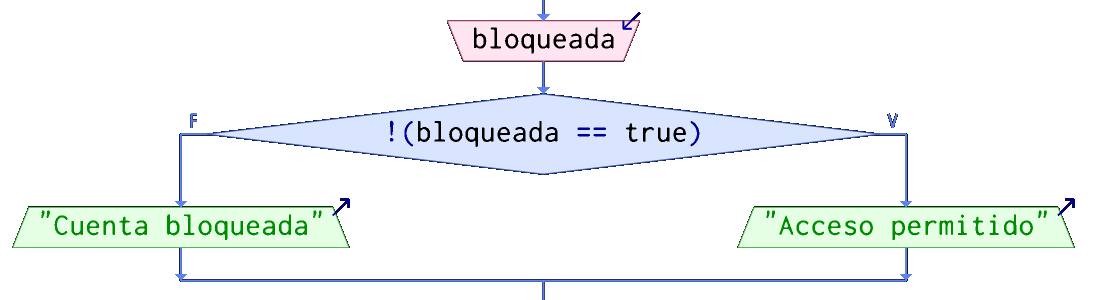 bloqueada
F
!(bloqueada == true)
V
"Cuenta bloqueada"
"Acceso permitido"